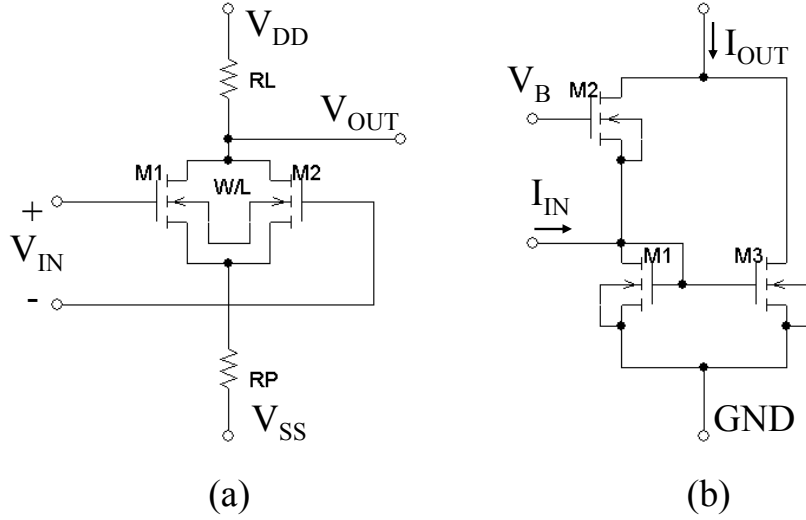 V_DD
RL
V_OUT
M1
W/L
M2
+
V_IN
-
RP
V_SS
(a)
I_OUT
V_B
M2
I_IN
M1
M3
GND
(b)